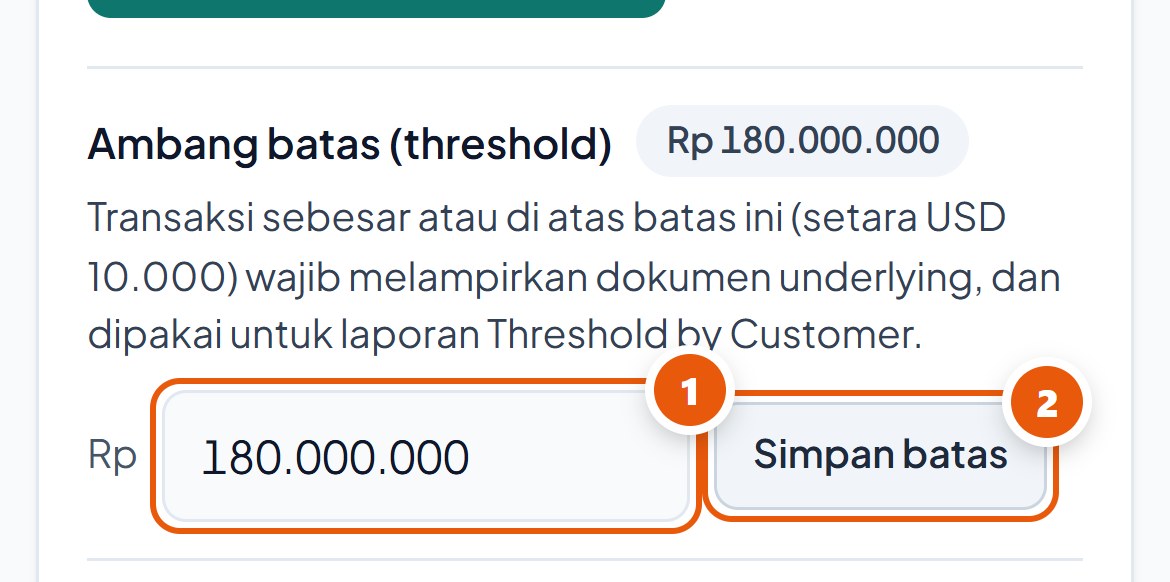 Ambang batas (threshold) Rp 180.000.000
Transaksi sebesar atau di atas batas ini (setara USD
10.000) wajib melampirkan dokumen underlying, dan
dipakai untuk laporan Threshold by Customer.
1
2
Rp 180.000.000 Simpan batas